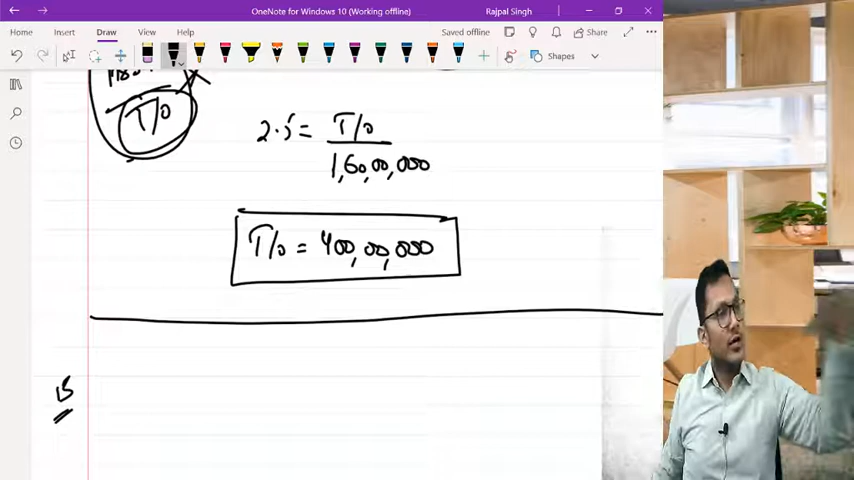 OneNote for Windows 10 (Working offline)
Rajpal Singh
Home Insert Draw View Help Saved offline Share
Shapes
T/o
2.5 = T/o
1,60,00,000
T/o = 400,00,000